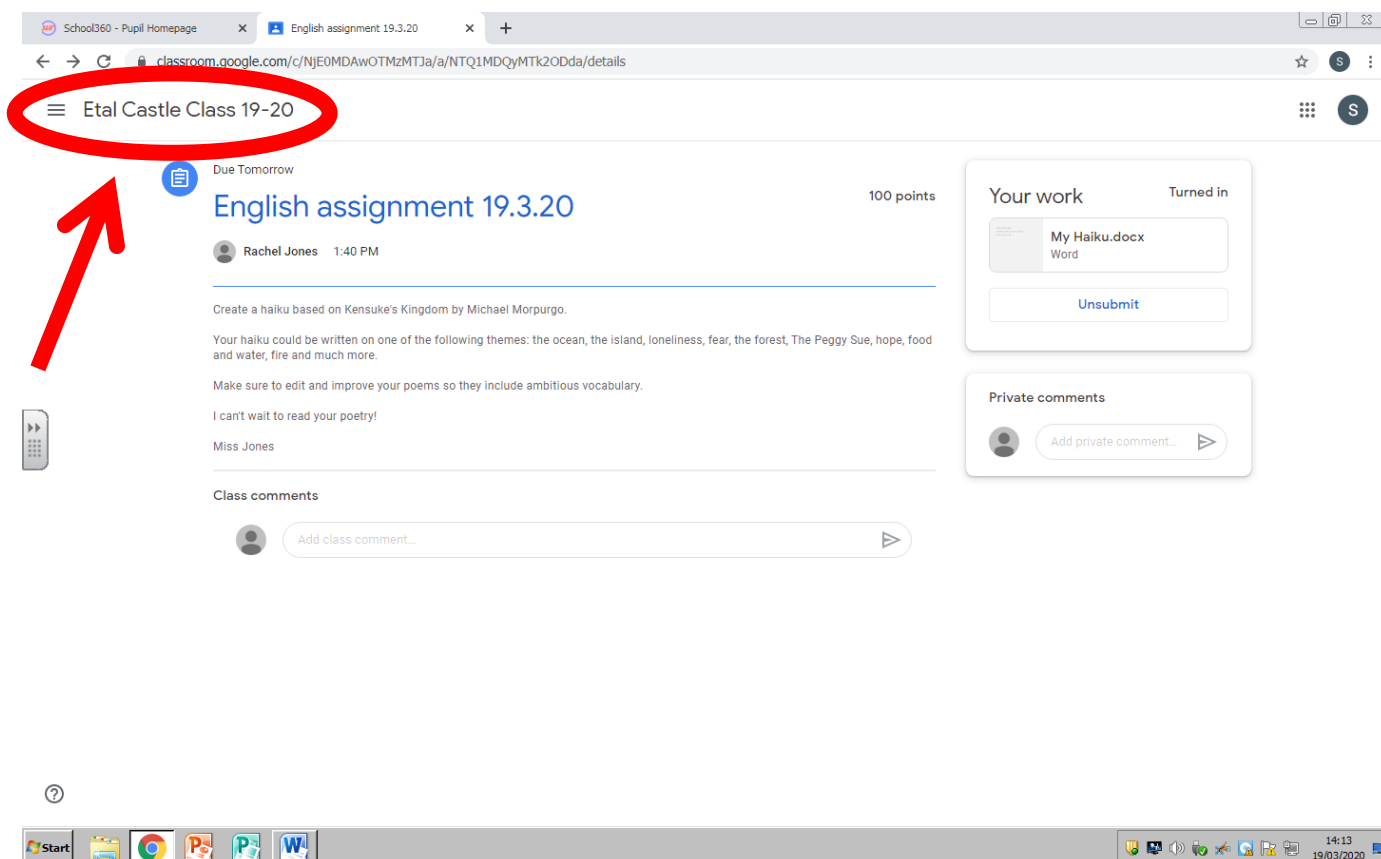 School360 - Pupil Homepage
English assignment 19.3.20
classroom.google.com/c/NjE0MDAwOTMzMTJa/a/NTQ1MDQyMTk2ODda/details
S
Etal Castle Class 19-20
S
Due Tomorrow
English assignment 19.3.20
100 points
Rachel Jones 1:40 PM
Create a haiku based on Kensuke's Kingdom by Michael Morpurgo.
Your haiku could be written on one of the following themes: the ocean, the island, loneliness, fear, the forest, The Peggy Sue, hope, food
and water, fire and much more.
Make sure to edit and improve your poems so they include ambitious vocabulary.
I can't wait to read your poetry!
Miss Jones
Class comments
Add class comment...
Your work
Turned in
My Haiku.docx
Word
Unsubmit
Private comments
Add private comment...
Start
14:13
19/03/2020